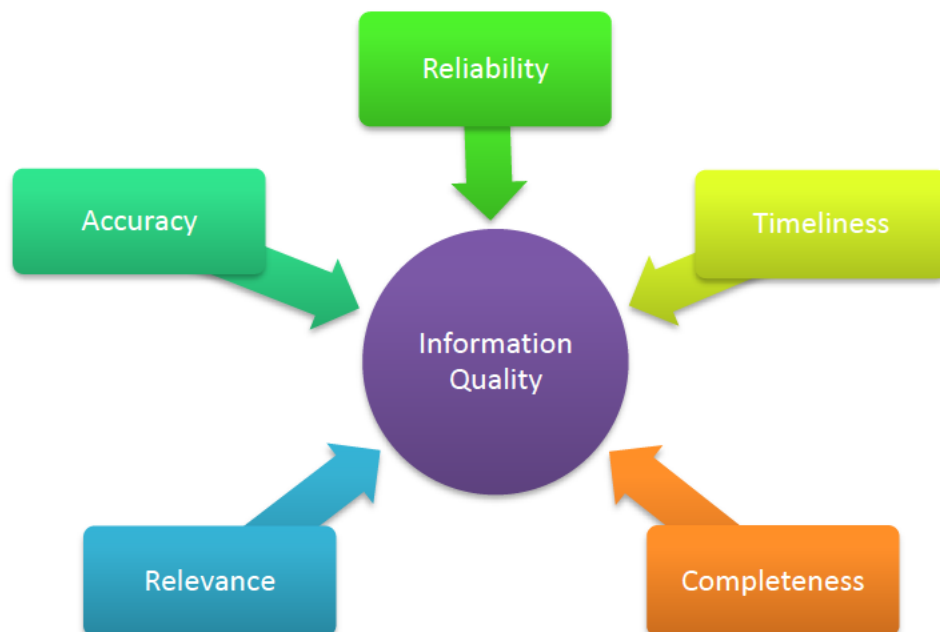 Reliability
Accuracy
Timeliness
Information
Quality
Relevance
Completeness